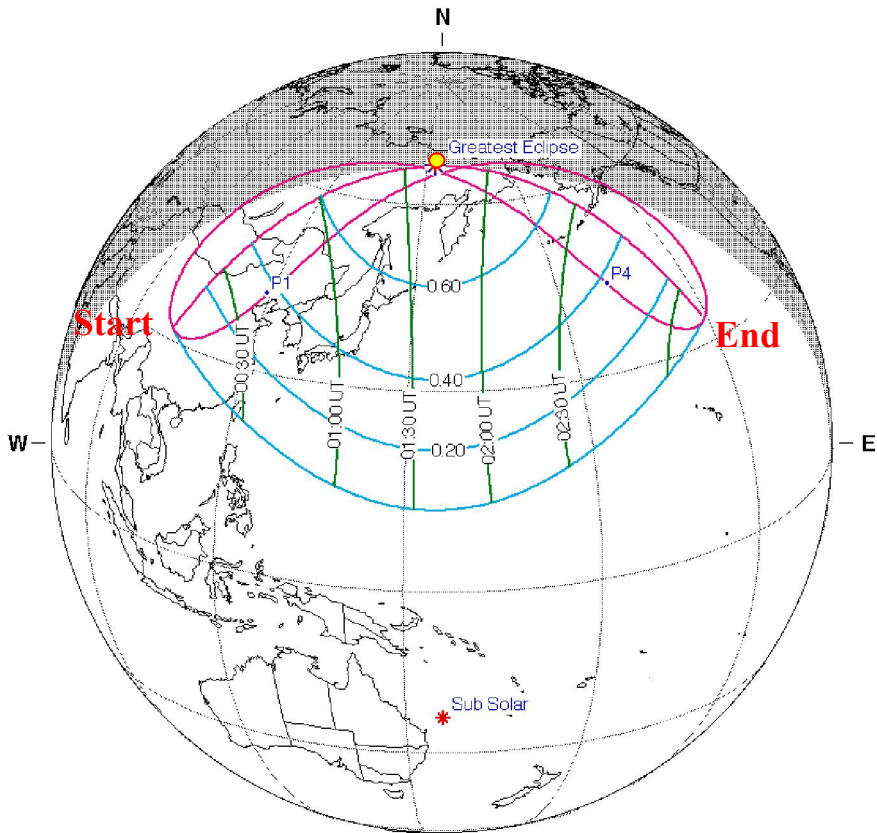 N
Greatest Eclipse
P1
P4
0.60
Start
End
00:30 UT
01:00 UT
01:30 UT
02:00 UT
02:30 UT
0.40
W
0.20
E
Sub Solar